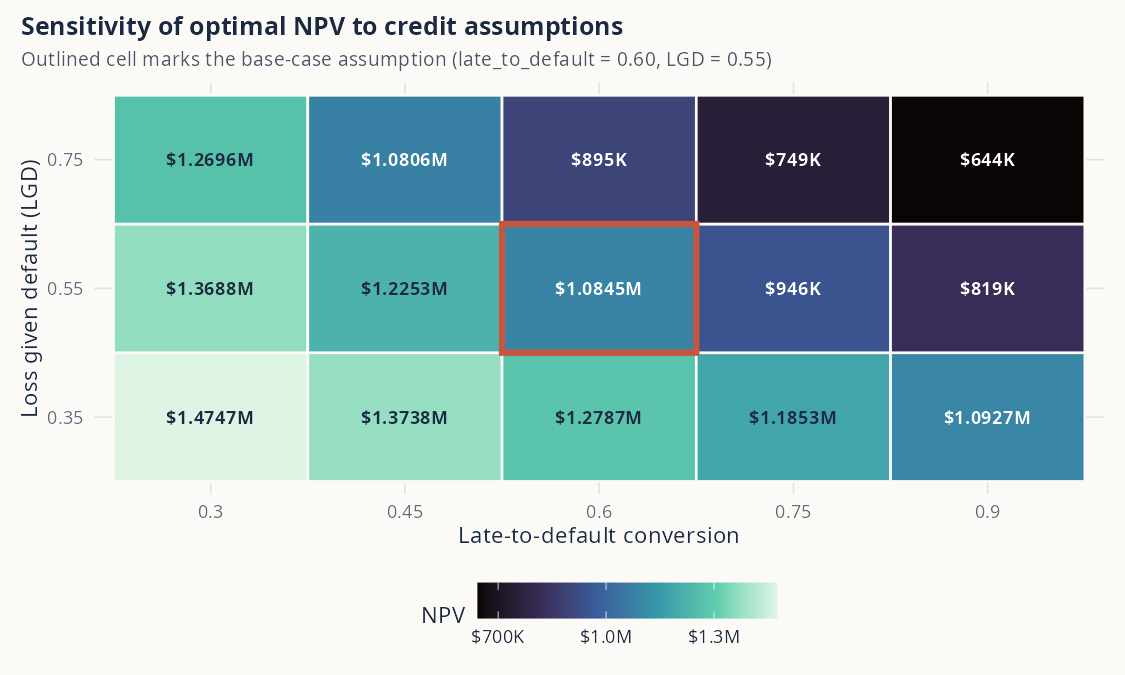 Sensitivity of optimal NPV to credit assumptions
Outlined cell marks the base-case assumption (late_to_default = 0.60, LGD = 0.55)
Loss given default (LGD)
0.75 $1.2696M $1.0806M $895K $749K $644K
0.55 $1.3688M $1.2253M $1.0845M $946K $819K
0.35 $1.4747M $1.3738M $1.2787M $1.1853M $1.0927M
0.3 0.45 0.6 0.75 0.9
Late-to-default conversion
NPV
$700K $1.0M $1.3M